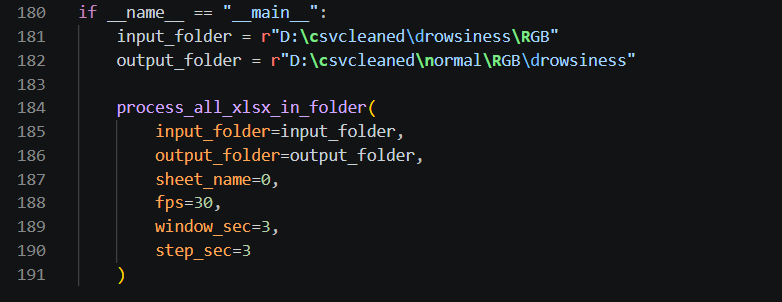 180 if __name__ == "__main__":
181     input_folder = r"D:\csvcleaned\drowsiness\RGB"
182     output_folder = r"D:\csvcleaned\normal\RGB\drowsiness"
183
184     process_all_xlsx_in_folder(
185         input_folder=input_folder,
186         output_folder=output_folder,
187         sheet_name=0,
188         fps=30,
189         window_sec=3,
190         step_sec=3
191     )